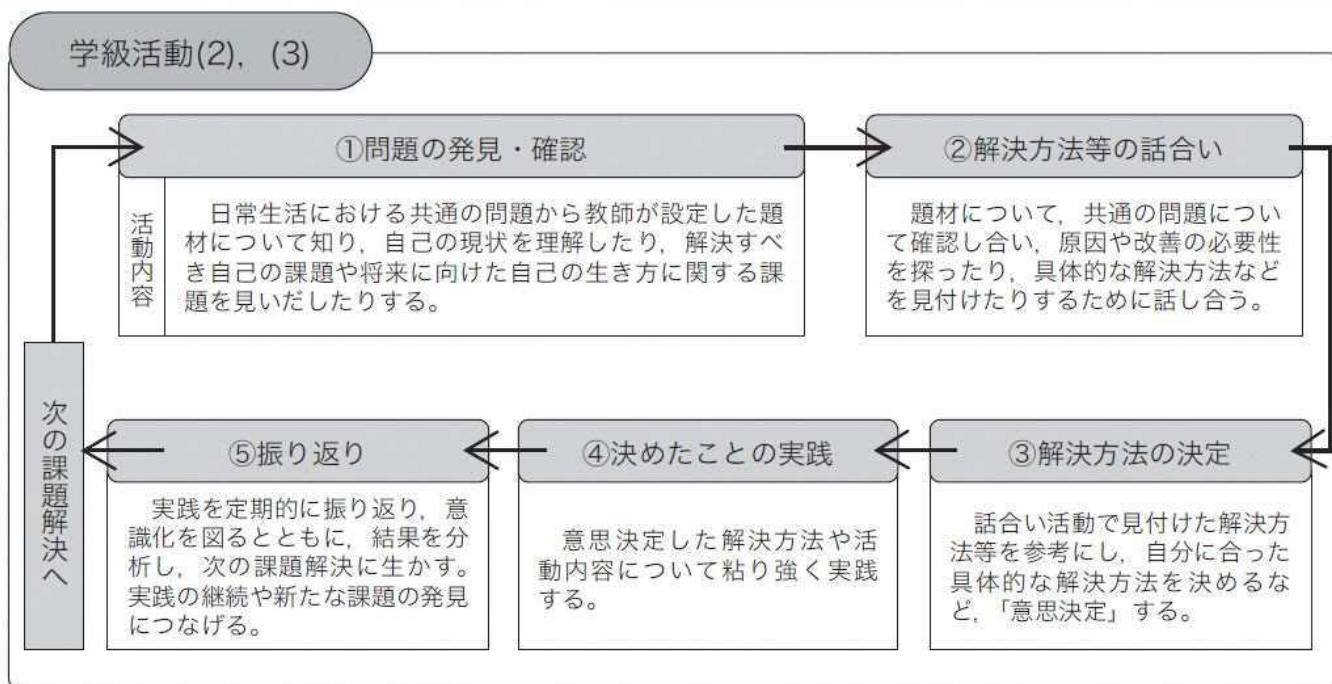 学級活動(2)，(3)
①問題の発見・確認
活動内容
日常生活における共通の問題から教師が設定した題
材について知り，自己の現状を理解したり，解決すべ
き自己の課題や将来に向けた自己の生き方に関する課
題を見いだしたりする。
②解決方法等の話合い
題材について，共通の問題につい
て確認し合い，原因や改善の必要性
を探ったり，具体的な解決方法など
を見付けたりするために話し合う。
③解決方法の決定
話合い活動で見付けた解決方
法等を参考にし，自分に合った
具体的な解決方法を決めるな
ど，「意思決定」する。
④決めたことの実践
意思決定した解決方法や活
動内容について粘り強く実践
する。
⑤振り返り
実践を定期的に振り返り，意
識化を図るとともに，結果を分
析し，次の課題解決に生かす。
実践の継続や新たな課題の発見
につなげる。
次の課題解決へ